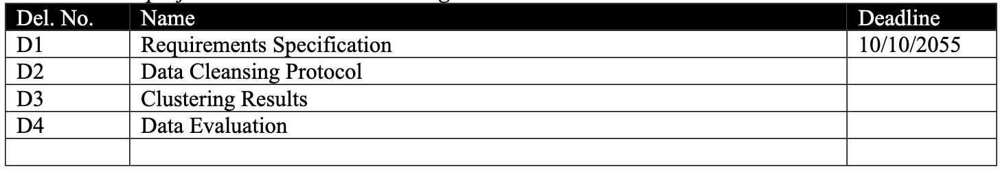 Del. No. Name Deadline
D1 Requirements Specification 10/10/2055
D2 Data Cleansing Protocol
D3 Clustering Results
D4 Data Evaluation